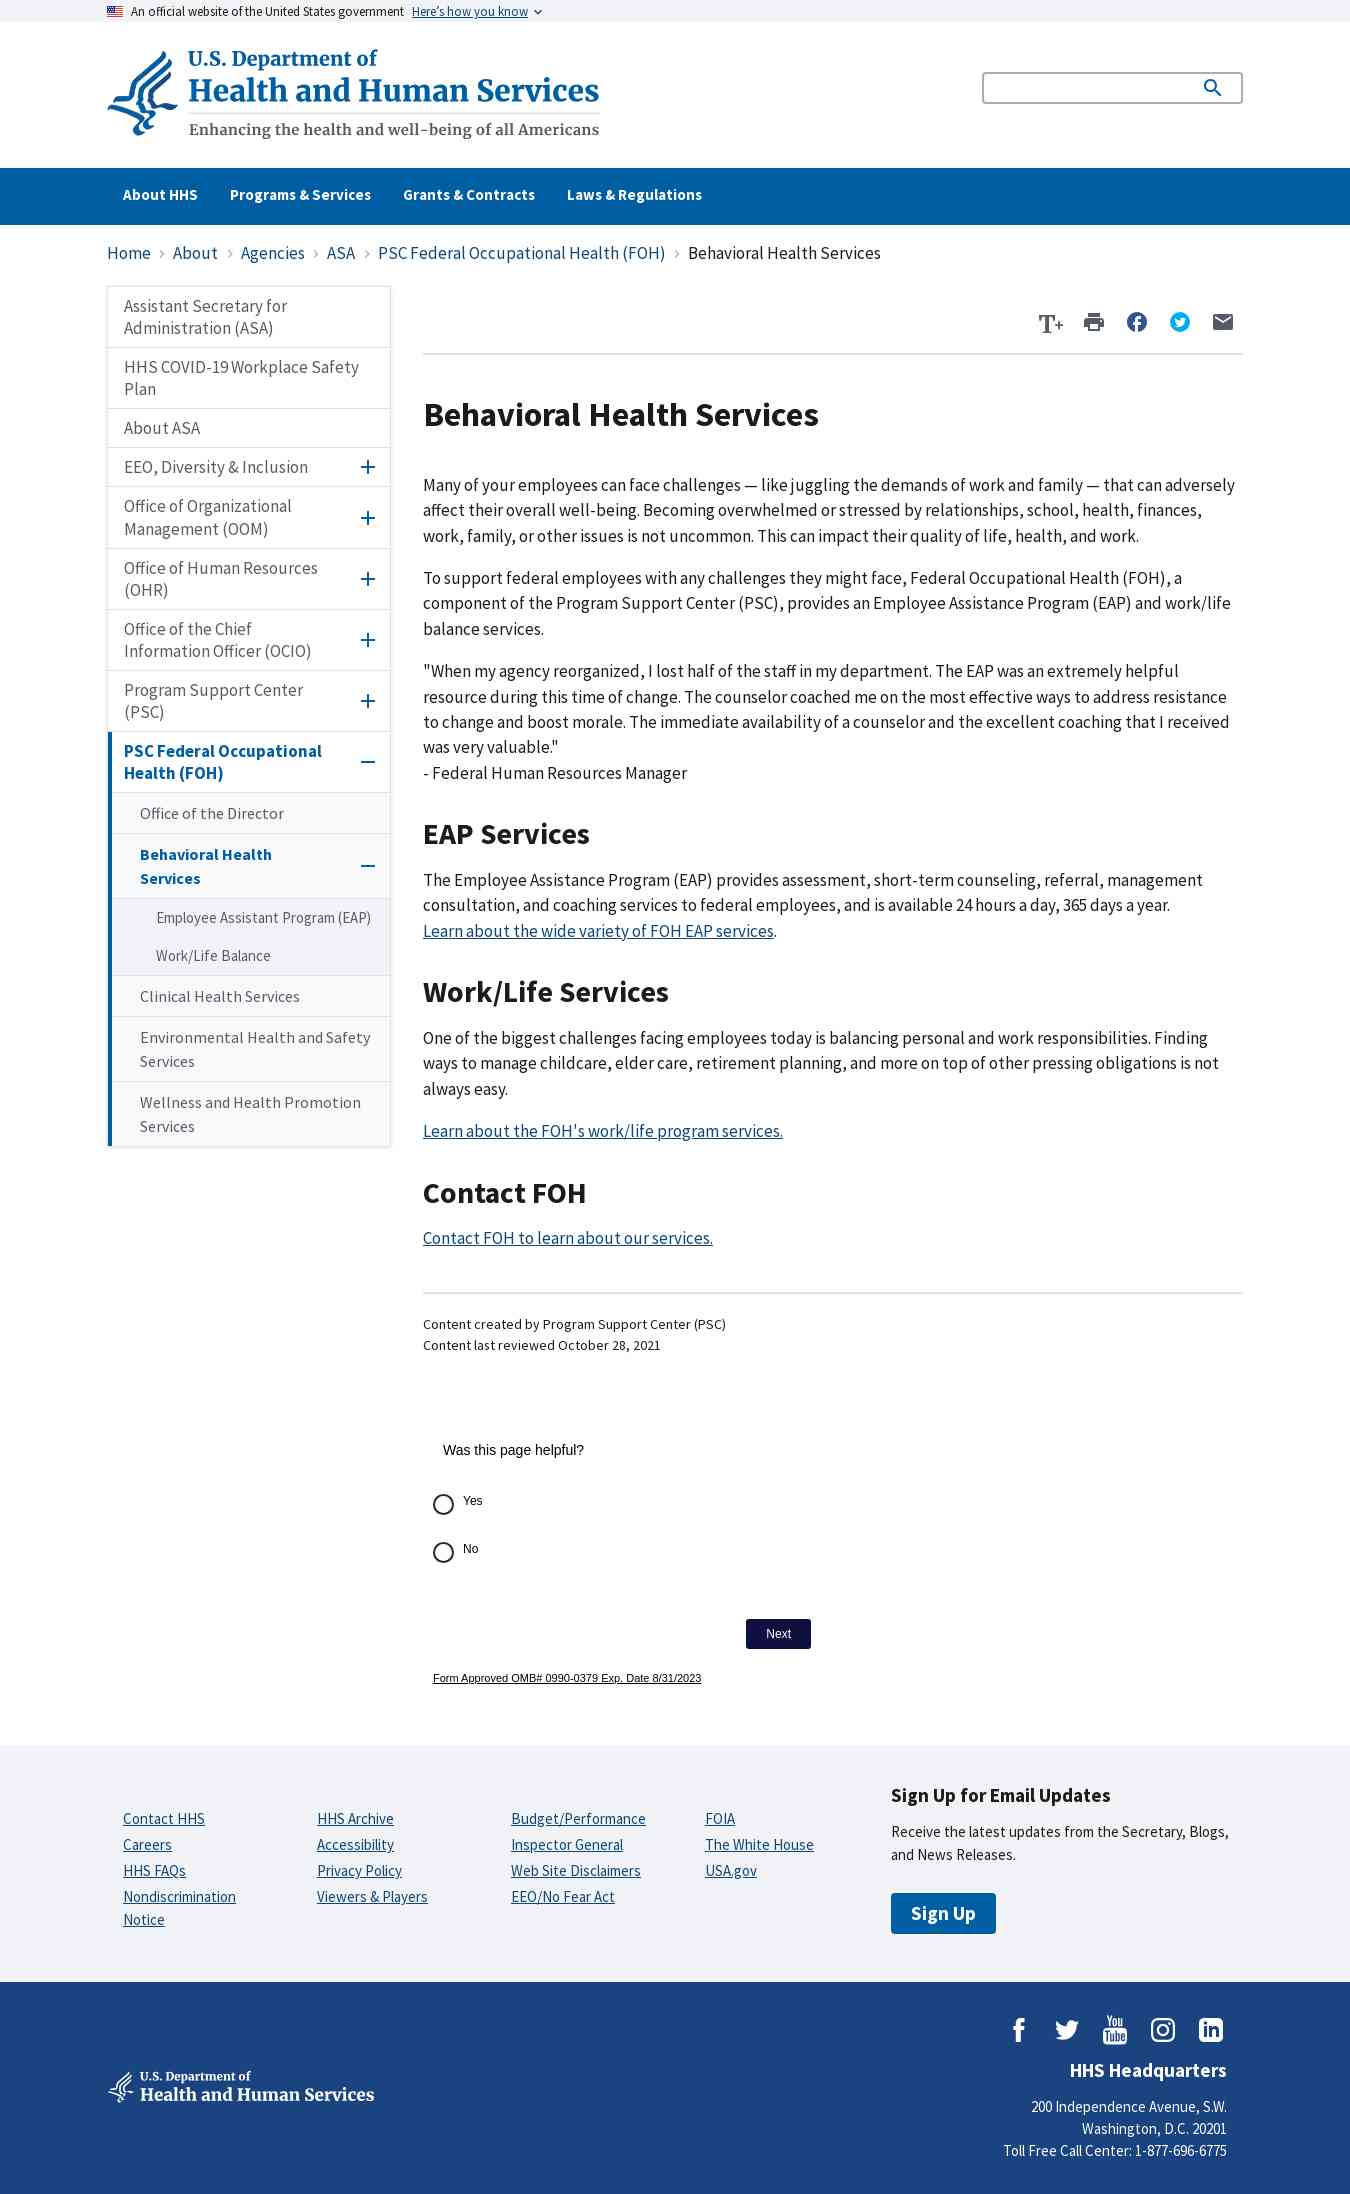 An official website of the United States government Here's how you know
U.S. Department of
Health and Human Services
Enhancing the health and well-being of all Americans
About HHS Programs & Services Grants & Contracts Laws & Regulations
Home › About › Agencies › ASA › PSC Federal Occupational Health (FOH) › Behavioral Health Services
Assistant Secretary for
Administration (ASA)
HHS COVID-19 Workplace Safety
Plan
About ASA
EEO, Diversity & Inclusion
Office of Organizational
Management (OOM)
Office of Human Resources
(OHR)
Office of the Chief
Information Officer (OCIO)
Program Support Center
(PSC)
PSC Federal Occupational
Health (FOH)
Office of the Director
Behavioral Health
Services
Employee Assistant Program (EAP)
Work/Life Balance
Clinical Health Services
Environmental Health and Safety
Services
Wellness and Health Promotion
Services
T+
Behavioral Health Services
Many of your employees can face challenges — like juggling the demands of work and family — that can adversely
affect their overall well-being. Becoming overwhelmed or stressed by relationships, school, health, finances,
work, family, or other issues is not uncommon. This can impact their quality of life, health, and work.
To support federal employees with any challenges they might face, Federal Occupational Health (FOH), a
component of the Program Support Center (PSC), provides an Employee Assistance Program (EAP) and work/life
balance services.
"When my agency reorganized, I lost half of the staff in my department. The EAP was an extremely helpful
resource during this time of change. The counselor coached me on the most effective ways to address resistance
to change and boost morale. The immediate availability of a counselor and the excellent coaching that I received
was very valuable."
- Federal Human Resources Manager
EAP Services
The Employee Assistance Program (EAP) provides assessment, short-term counseling, referral, management
consultation, and coaching services to federal employees, and is available 24 hours a day, 365 days a year.
Learn about the wide variety of FOH EAP services.
Work/Life Services
One of the biggest challenges facing employees today is balancing personal and work responsibilities. Finding
ways to manage childcare, elder care, retirement planning, and more on top of other pressing obligations is not
always easy.
Learn about the FOH's work/life program services.
Contact FOH
Contact FOH to learn about our services.
Content created by Program Support Center (PSC)
Content last reviewed October 28, 2021
Was this page helpful?
Yes
No
Next
Form Approved OMB# 0990-0379 Exp. Date 8/31/2023
Contact HHS
Careers
HHS FAQs
Nondiscrimination
Notice
HHS Archive
Accessibility
Privacy Policy
Viewers & Players
Budget/Performance
Inspector General
Web Site Disclaimers
EEO/No Fear Act
FOIA
The White House
USA.gov
Sign Up for Email Updates
Receive the latest updates from the Secretary, Blogs,
and News Releases.
Sign Up
You
Tube
U.S. Department of
Health and Human Services
HHS Headquarters
200 Independence Avenue, S.W.
Washington, D.C. 20201
Toll Free Call Center: 1-877-696-6775